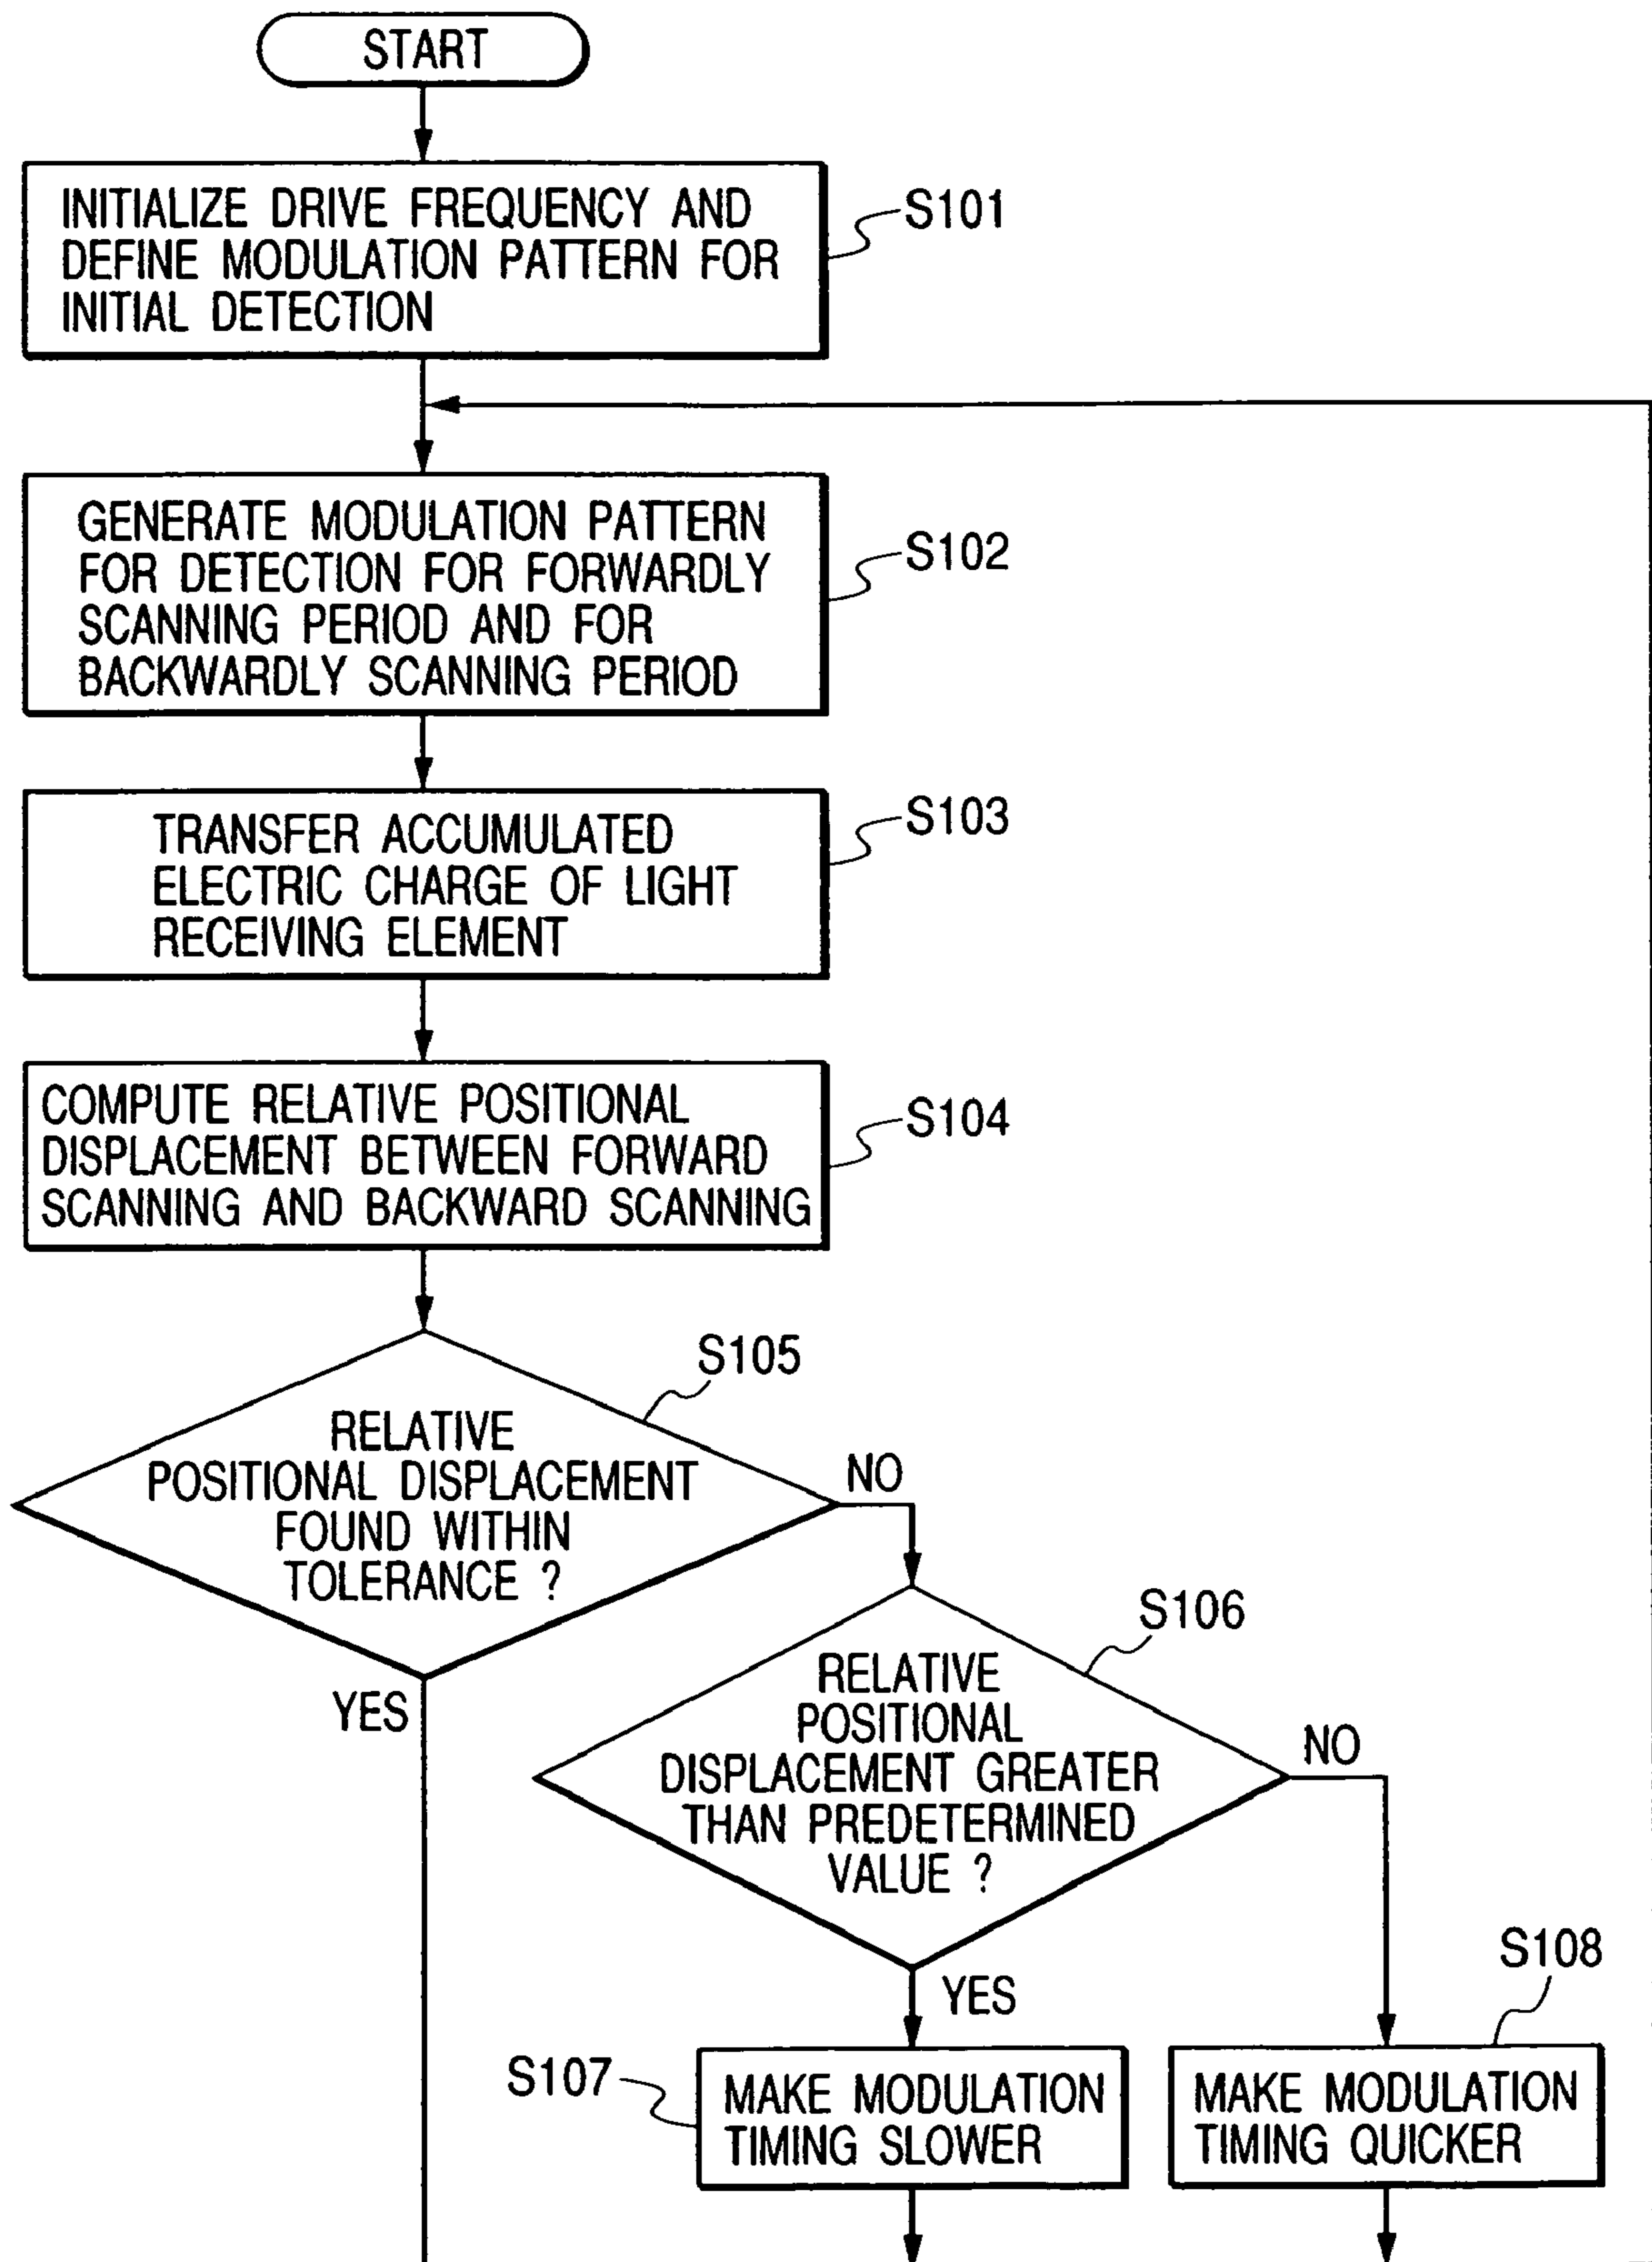 START
INITIALIZE DRIVE FREQUENCY AND
DEFINE MODULATION PATTERN FOR
INITIAL DETECTION
S101
GENERATE MODULATION PATTERN
FOR DETECTION FOR FORWARDLY
SCANNING PERIOD AND FOR
BACKWARDLY SCANNING PERIOD
S102
TRANSFER ACCUMULATED
ELECTRIC CHARGE OF LIGHT
RECEIVING ELEMENT
S103
COMPUTE RELATIVE POSITIONAL
DISPLACEMENT BETWEEN FORWARD
SCANNING AND BACKWARD SCANNING
S104
S105
RELATIVE
POSITIONAL DISPLACEMENT
FOUND WITHIN
TOLERANCE ?
NO
YES
S106
RELATIVE
POSITIONAL
DISPLACEMENT GREATER
THAN PREDETERMINED
VALUE ?
NO
YES
S107
MAKE MODULATION
TIMING SLOWER
S108
MAKE MODULATION
TIMING QUICKER